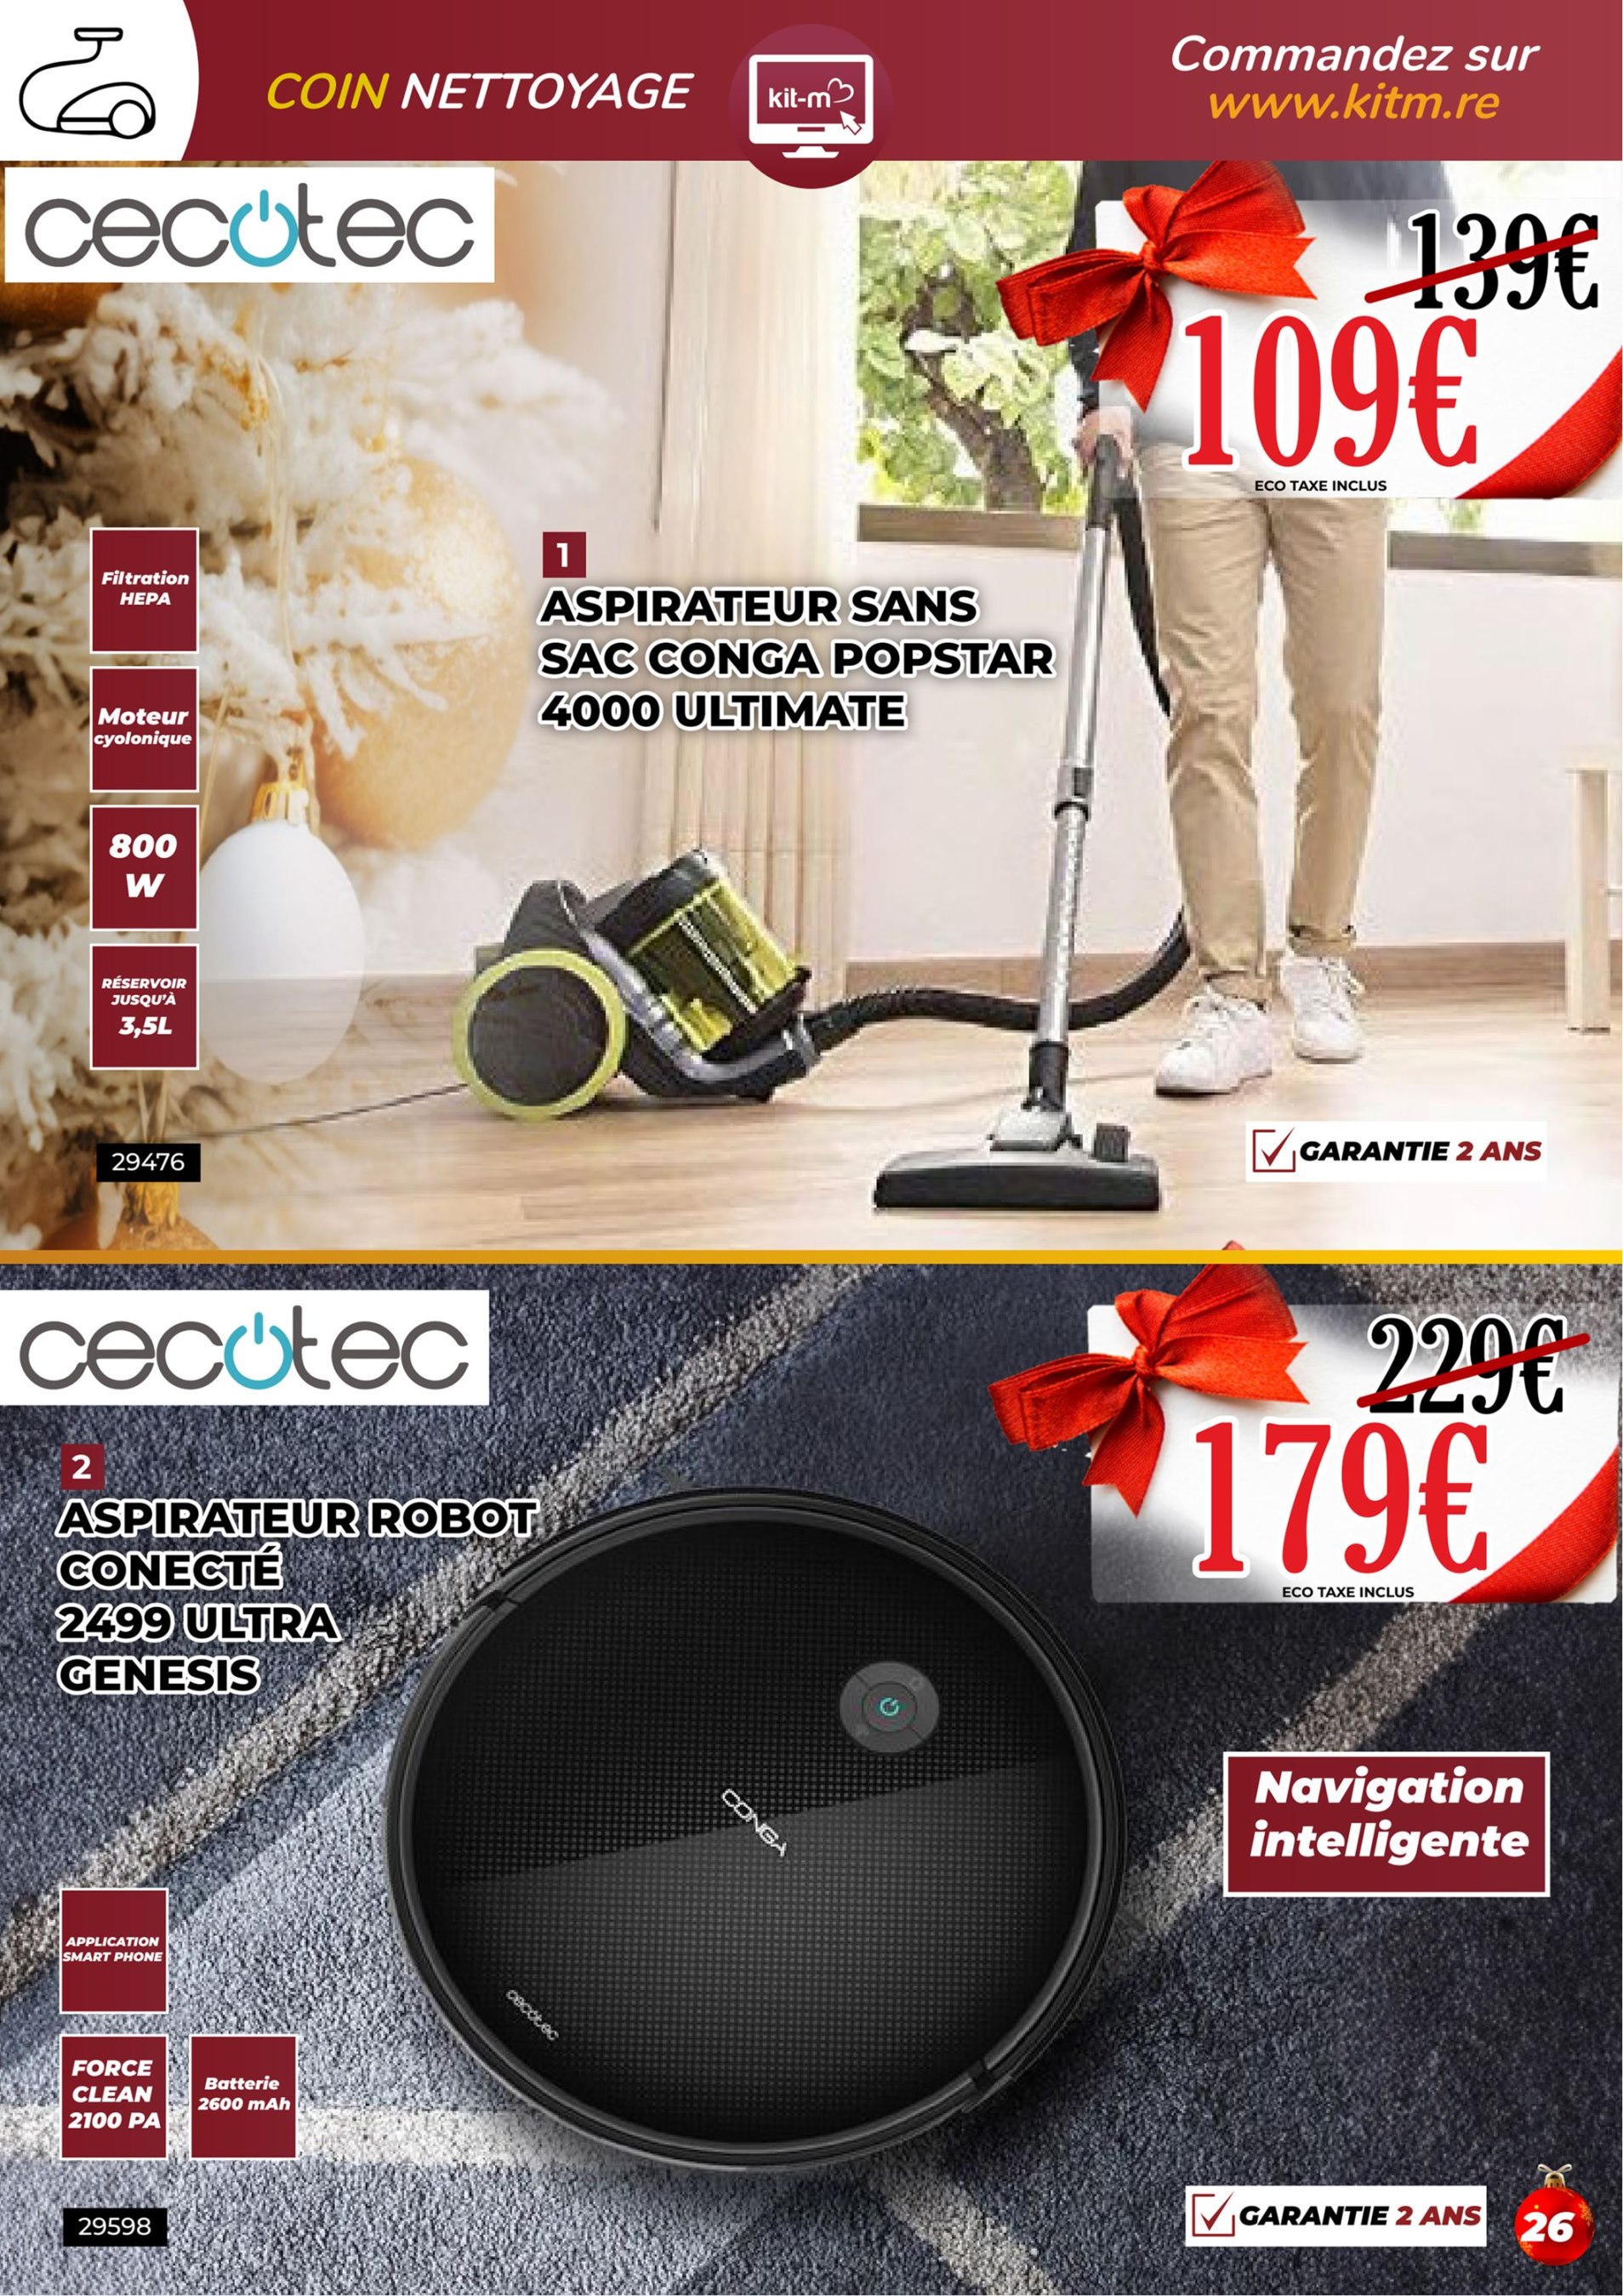 COIN NETTOYAGE
kit-m
Commandez sur
www.kitm.re
cecotec
139€
109€
ECO TAXE INCLUS
Filtration
HEPA
Moteur
cyolonique
800
W
RÉSERVOIR
JUSQU'À
3,5L
1
ASPIRATEUR SANS
SAC CONGA POPSTAR
4000 ULTIMATE
29476
GARANTIE 2 ANS
cecotec
229€
179€
ECO TAXE INCLUS
2
ASPIRATEUR ROBOT
CONECTÉ
2499 ULTRA
GENESIS
CONGA
cecotec
Navigation
intelligente
APPLICATION
SMART PHONE
FORCE
CLEAN
2100 PA
Batterie
2600 mAh
29598
GARANTIE 2 ANS
26